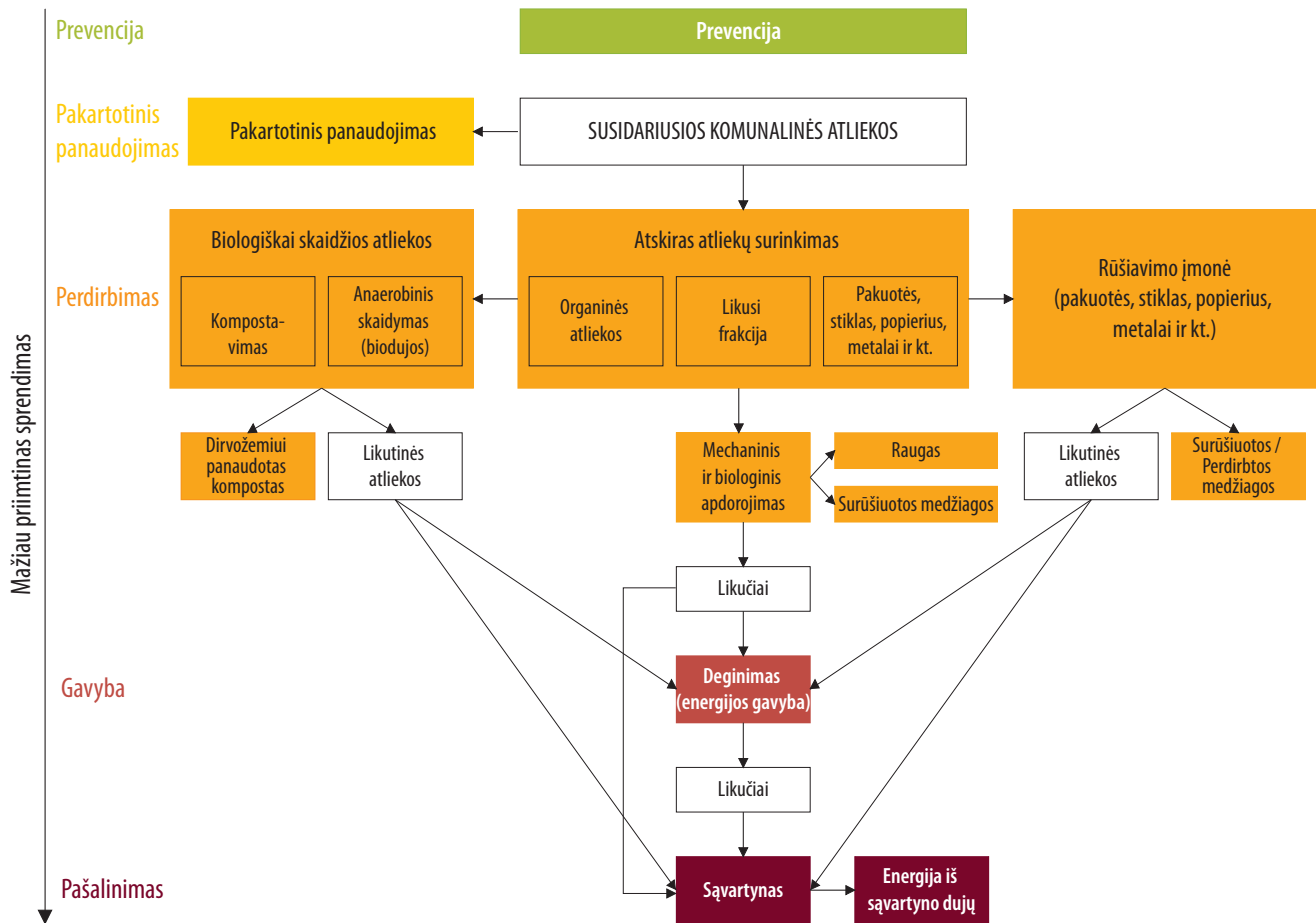 Prevencija
Prevencija
Pakartotinis
panaudojimas
Pakartotinis panaudojimas
SUSIDARIUSIOS KOMUNALINĖS ATLIEKOS
Mažiau priimtinas sprendimas
Perdirbimas
Biologiškai skaidžios atliekos
Komposta-
vimas
Anaerobinis
skaidymas
(biodujos)
Atskiras atliekų surinkimas
Organinės
atliekos
Likusi
frakcija
Pakuotės,
stiklas, popierius,
metalai ir kt.
Rūšiavimo įmonė
(pakuotės, stiklas, popierius,
metalai ir kt.)
Dirvožemiui
panaudotas
kompostas
Likutinės
atliekos
Mechaninis
ir biologinis
apdorojimas
Raugas
Surūšiuotos medžiagos
Likutinės
atliekos
Surūšiuotos /
Perdirbtos
medžiagos
Likučiai
Gavyba
Deginimas
(energijos gavyba)
Likučiai
Pašalinimas
Sąvartynas
Energija iš
sąvartyno dujų